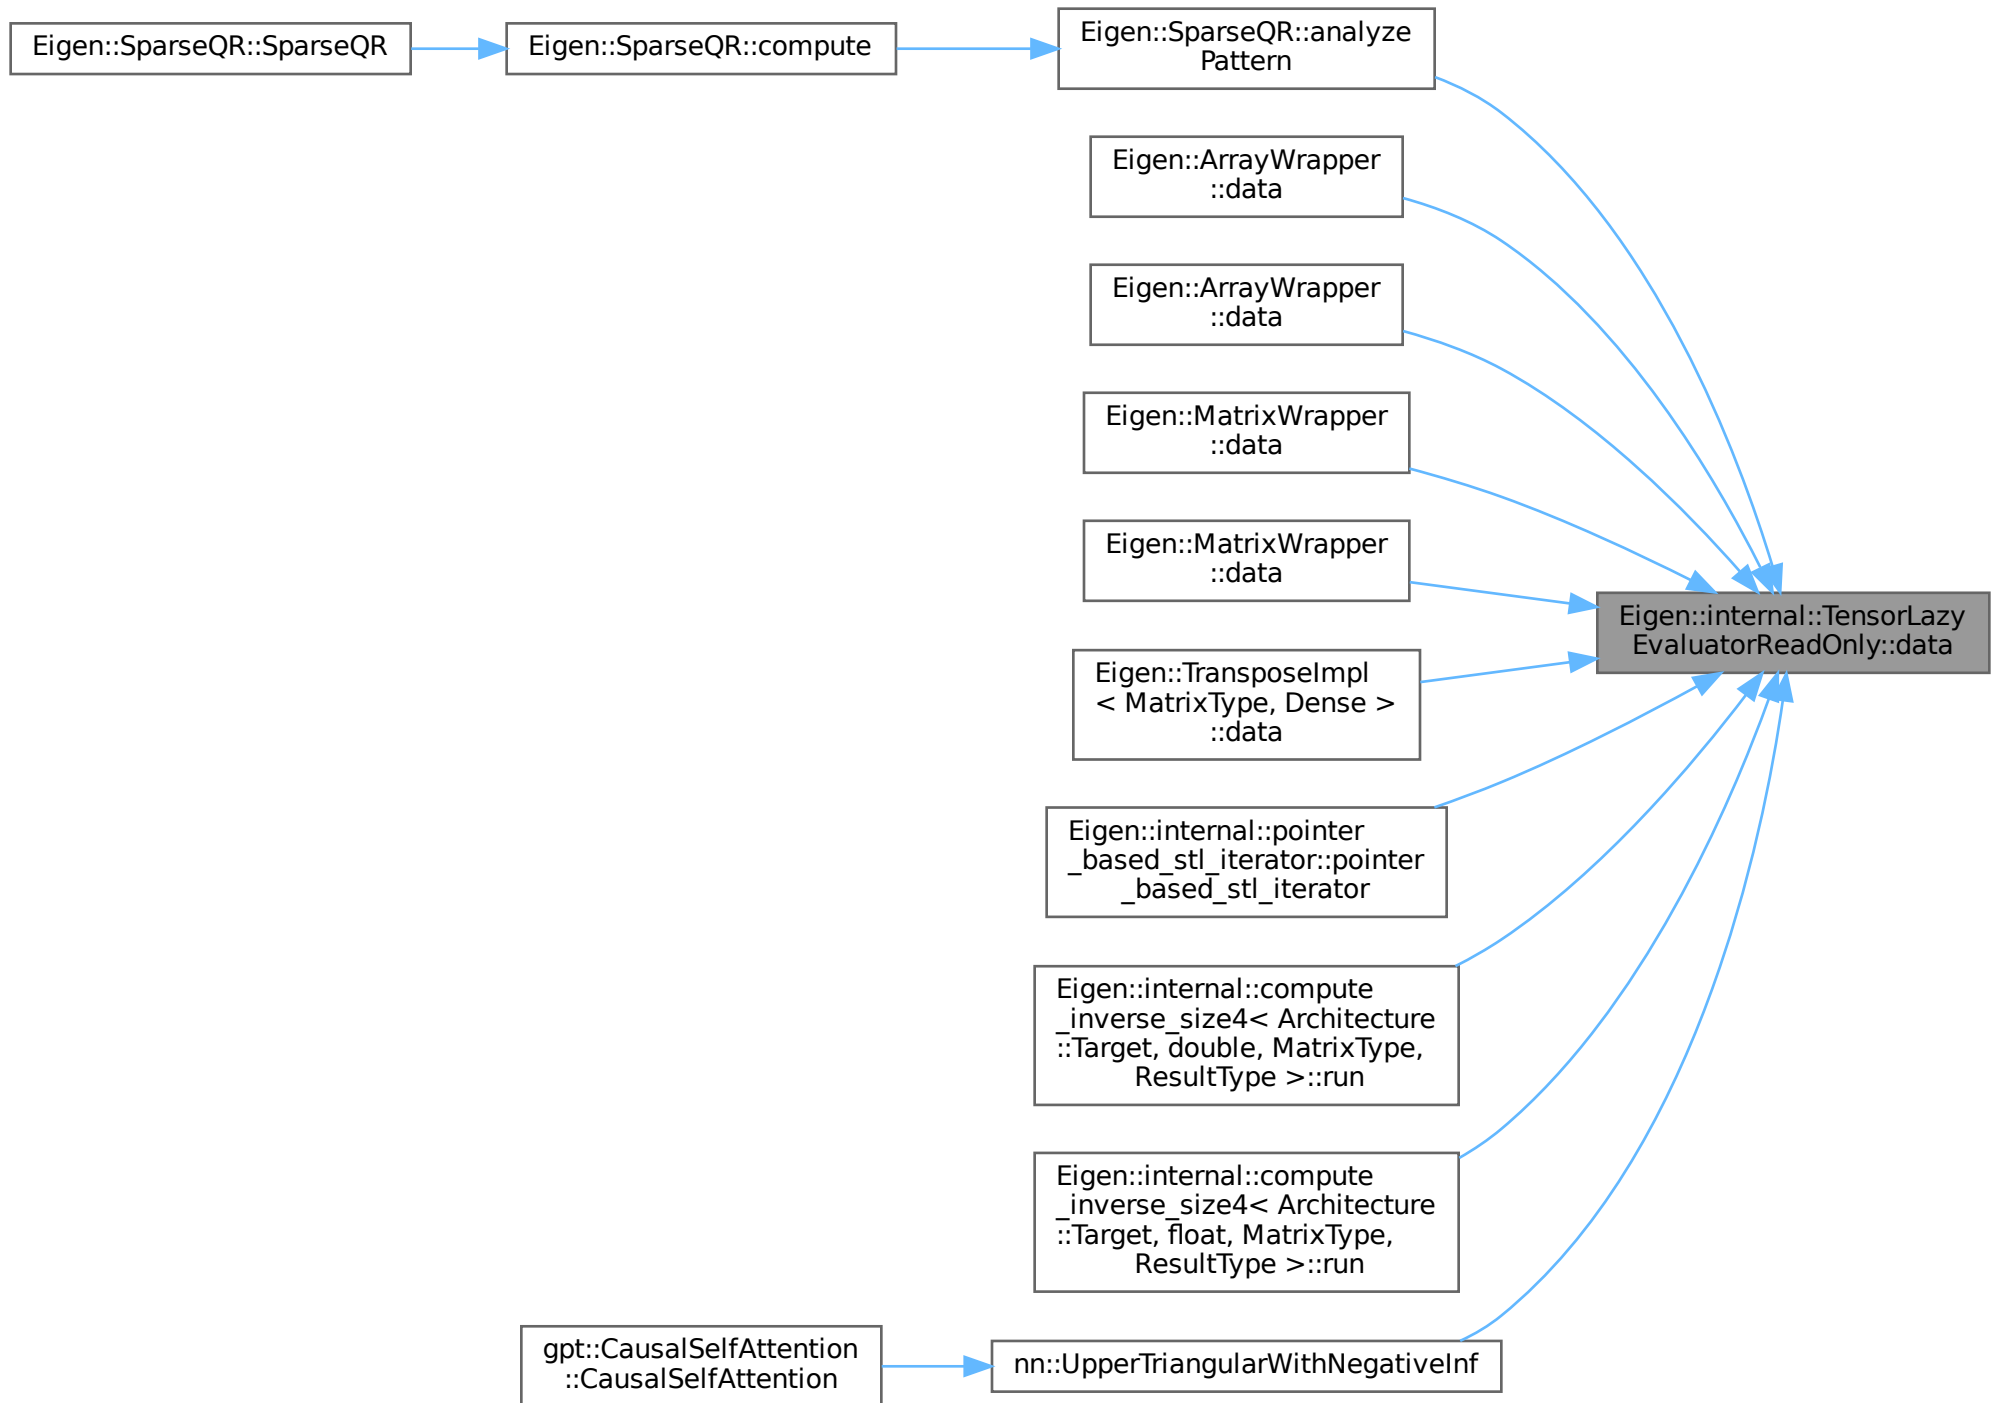 Eigen::SparseQR::SparseQR
Eigen::SparseQR::compute
Eigen::SparseQR::analyze
Pattern
Eigen::ArrayWrapper
::data
Eigen::ArrayWrapper
::data
Eigen::MatrixWrapper
::data
Eigen::MatrixWrapper
::data
Eigen::internal::TensorLazy
EvaluatorReadOnly::data
Eigen::TransposeImpl
< MatrixType, Dense >
::data
Eigen::internal::pointer
_based_stl_iterator::pointer
_based_stl_iterator
Eigen::internal::compute
_inverse_size4< Architecture
::Target, double, MatrixType,
ResultType >::run
Eigen::internal::compute
_inverse_size4< Architecture
::Target, float, MatrixType,
ResultType >::run
gpt::CausalSelfAttention
::CausalSelfAttention
nn::UpperTriangularWithNegativeInf